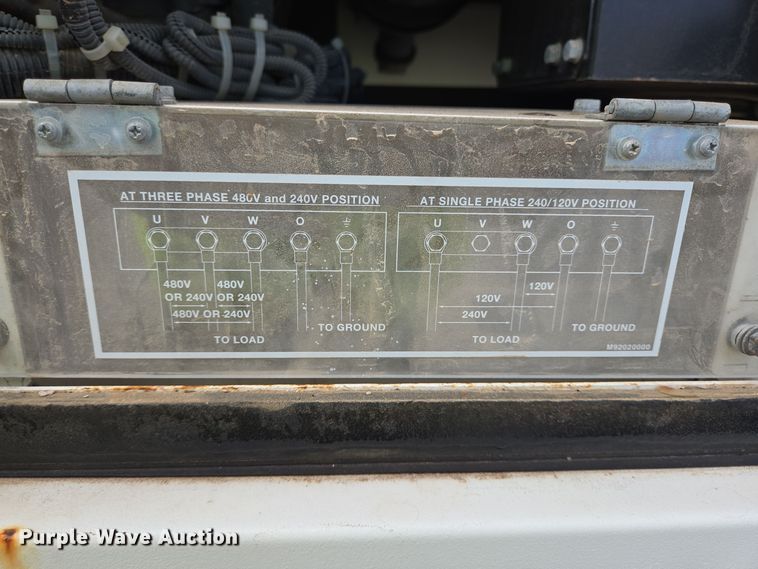 AT THREE PHASE 480V and 240V POSITION
U V W O
480V 480V
OR 240V OR 240V
480V OR 240V
TO GROUND
TO LOAD
AT SINGLE PHASE 240/120V POSITION
U V W O
120V 120V
240V
TO GROUND
TO LOAD
M92020000
Purple Wave Auction